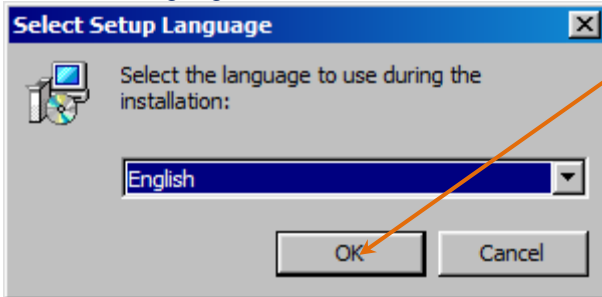 Select Setup Language
Select the language to use during the
installation:
English
OK
Cancel